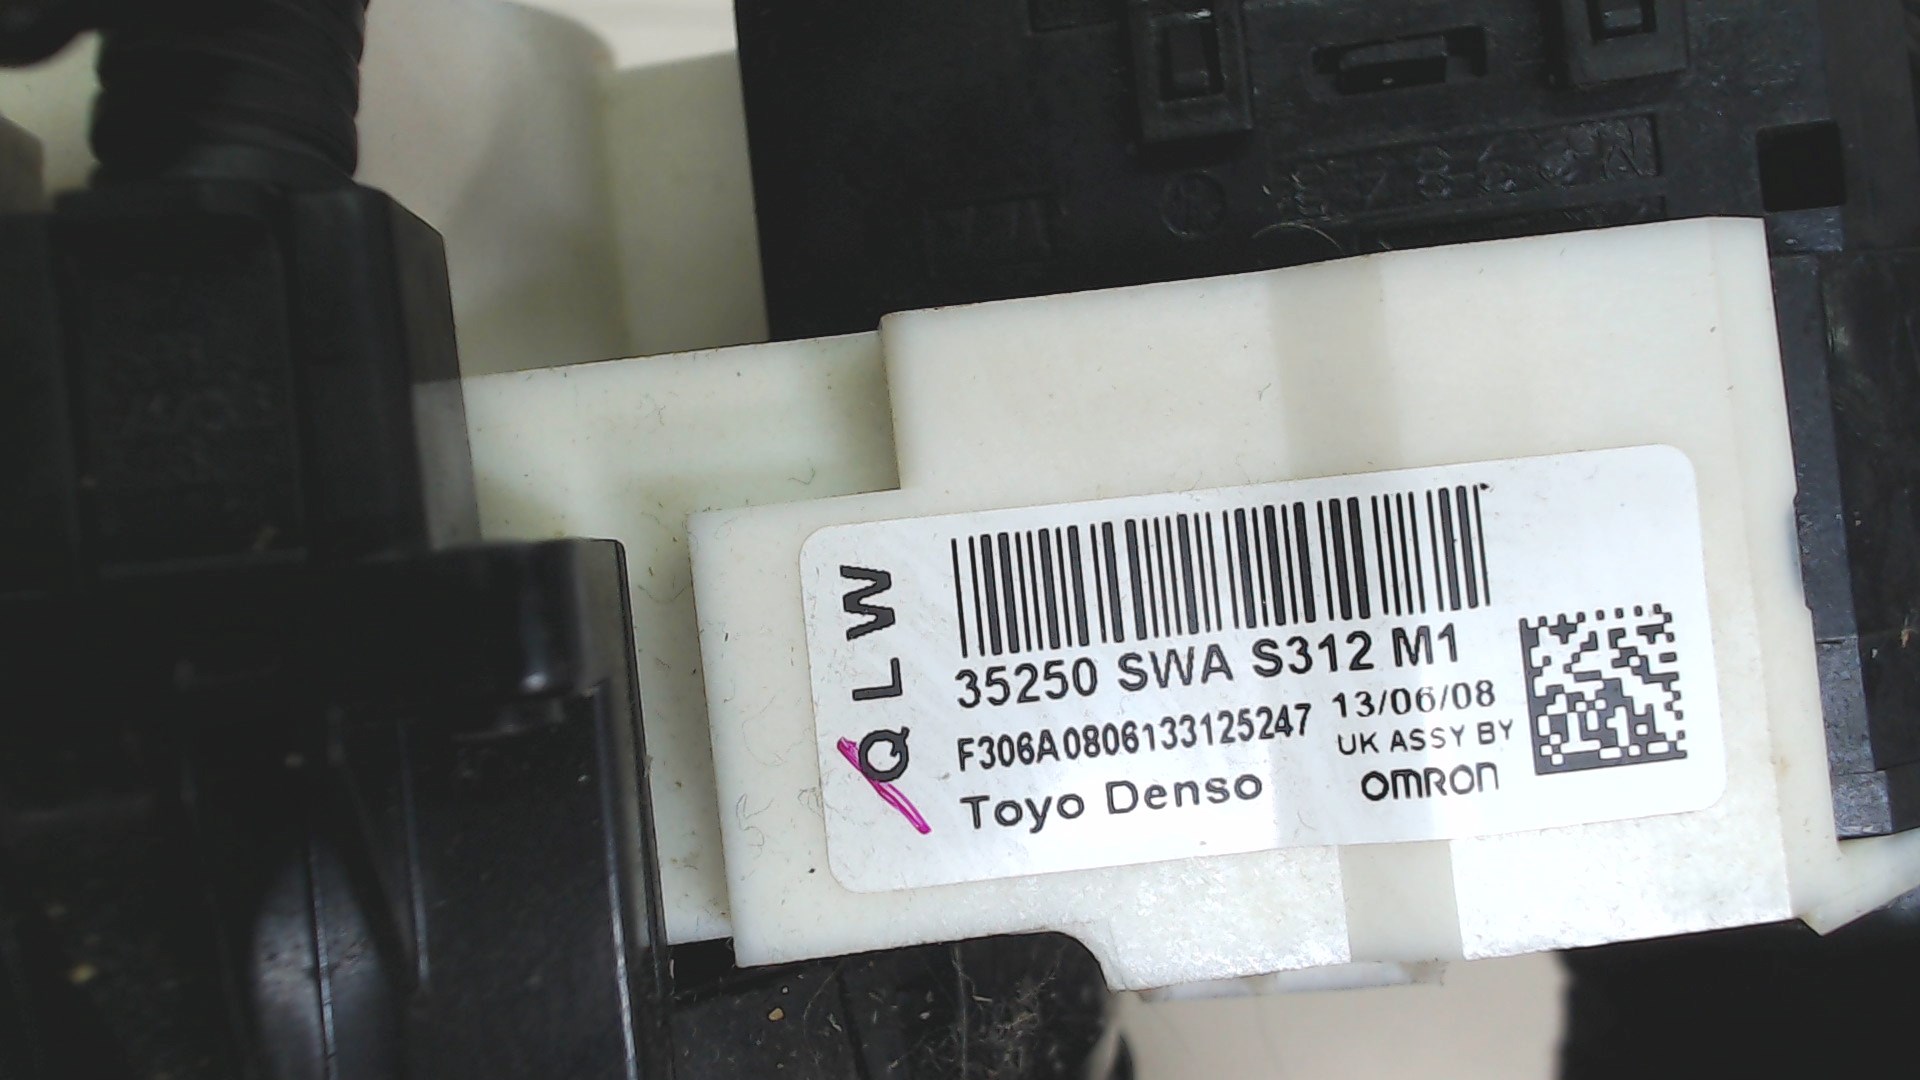 QLW
35250 SWA S312 M1
F306A0806133125247 13/06/08
UK ASSY BY
Toyo Denso OMRON